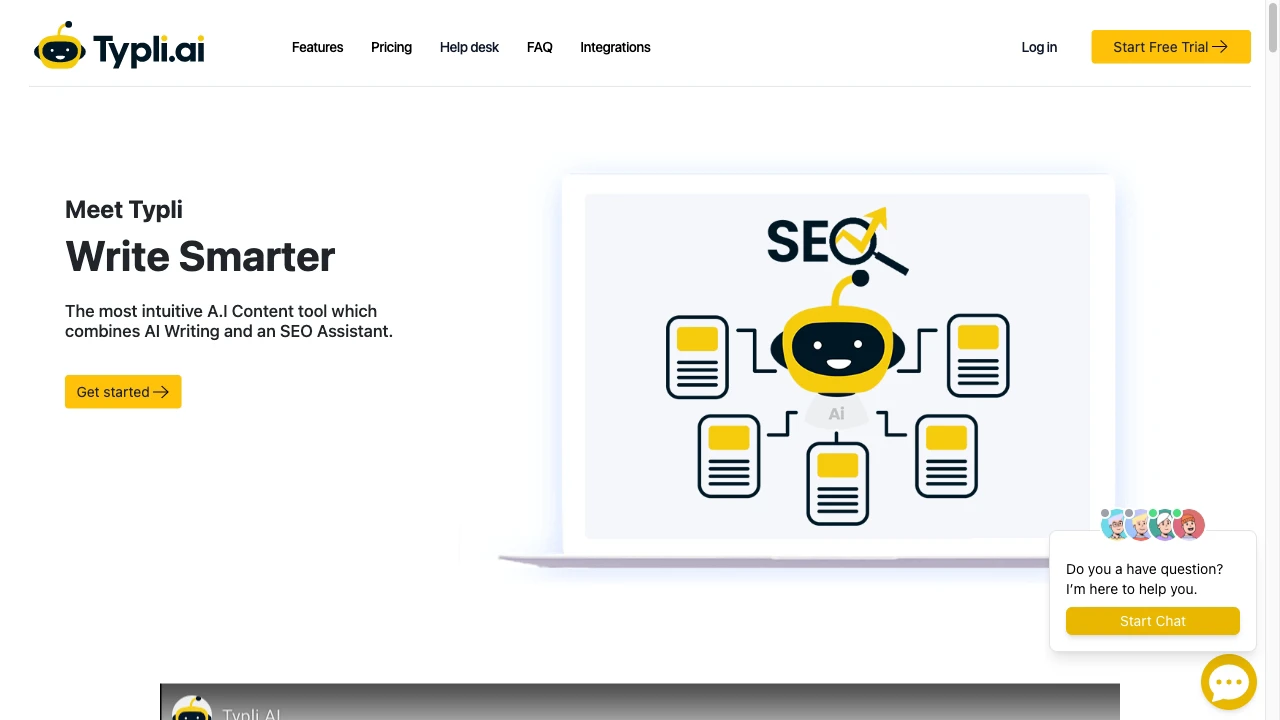 Typli.ai
Features
Pricing
Help desk
FAQ
Integrations
Log in
Start Free Trial
Meet Typli
Write Smarter
The most intuitive A.I Content tool which
combines AI Writing and an SEO Assistant.
Get started
SEO
Ai
Do you a have question?
I'm here to help you.
Start Chat
Typli AI